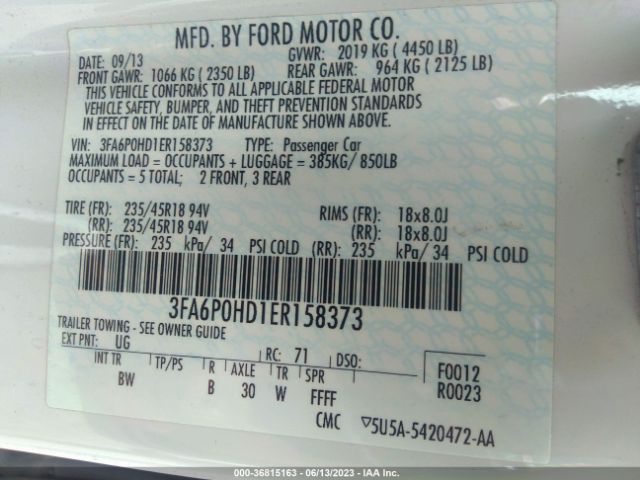 MFD. BY FORD MOTOR CO.
DATE: 09/13 GVWR: 2019 KG ( 4450 LB)
FRONT GAWR: 1066 KG ( 2350 LB) REAR GAWR: 964 KG ( 2125 LB)
THIS VEHICLE CONFORMS TO ALL APPLICABLE FEDERAL MOTOR
VEHICLE SAFETY, BUMPER, AND THEFT PREVENTION STANDARDS
IN EFFECT ON THE DATE OF MANUFACTURE SHOWN ABOVE.
VIN: 3FA6P0HD1ER158373 TYPE: Passenger Car
MAXIMUM LOAD = OCCUPANTS + LUGGAGE = 385KG/ 850LB
OCCUPANTS = 5 TOTAL; 2 FRONT, 3 REAR
TIRE (FR): 235/45R18 94V RIMS (FR): 18x8.0J
(RR): 235/45R18 94V (RR): 18x8.0J
PRESSURE (FR): 235 kPa/ 34 PSI COLD (RR): 235 kPa/ 34 PSI COLD
3FA6P0HD1ER158373
TRAILER TOWING - SEE OWNER GUIDE
EXT PNT: UG RC: 71 DSO:
INT TR TP/PS R AXLE TR SPR F0012
BW B 30 W FFFF R0023
CMC ▽5U5A-5420472-AA
000-36815163 - 06/13/2023 - IAA Inc.